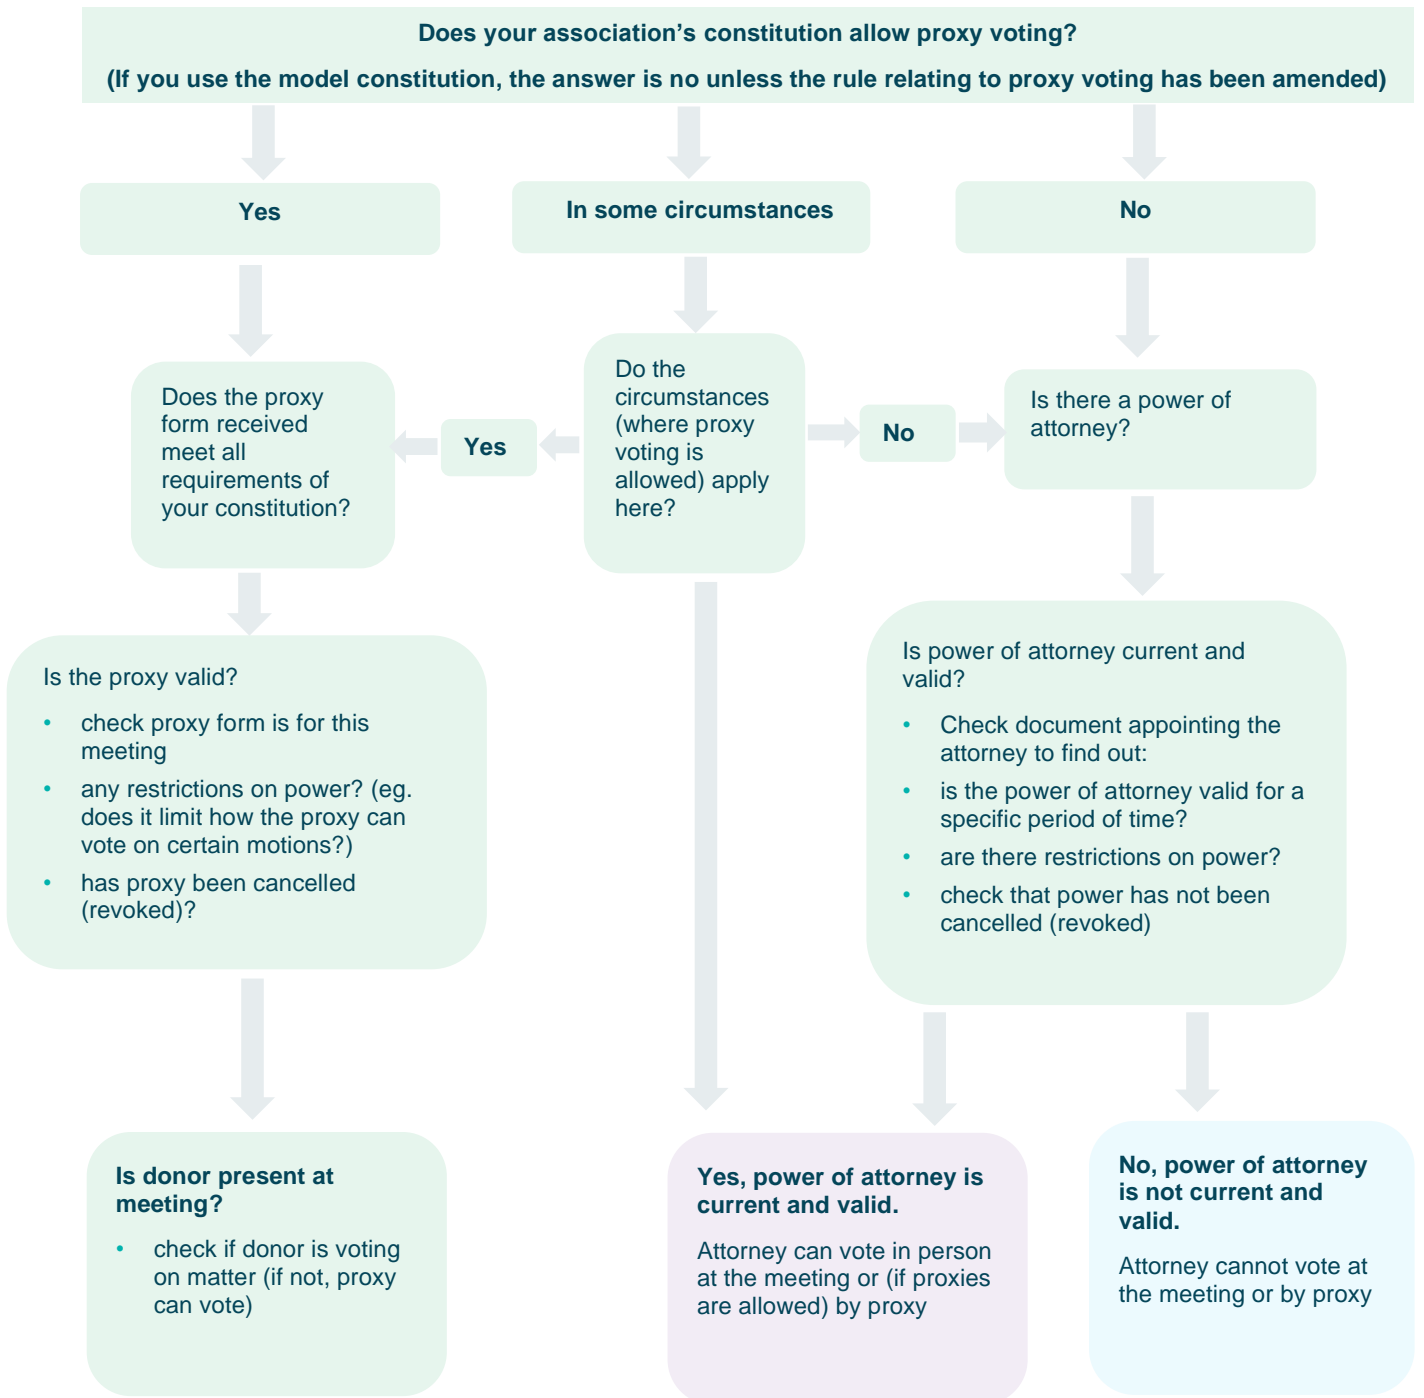 Does your association's constitution allow proxy voting?
(If you use the model constitution, the answer is no unless the rule relating to proxy voting has been amended)
Yes
In some circumstances
No
Does the proxy
form received
meet all
requirements of
your constitution?
Yes
Do the
circumstances
(where proxy
voting is
allowed) apply
here?
No
Is there a power of
attorney?
Is the proxy valid?
• check proxy form is for this
meeting
• any restrictions on power? (eg.
does it limit how the proxy can
vote on certain motions?)
• has proxy been cancelled
(revoked)?
Is power of attorney current and
valid?
• Check document appointing the
attorney to find out:
• is the power of attorney valid for a
specific period of time?
• are there restrictions on power?
• check that power has not been
cancelled (revoked)
Is donor present at
meeting?
• check if donor is voting
on matter (if not, proxy
can vote)
Yes, power of attorney is
current and valid.
Attorney can vote in person
at the meeting or (if proxies
are allowed) by proxy
No, power of attorney
is not current and
valid.
Attorney cannot vote at
the meeting or by proxy